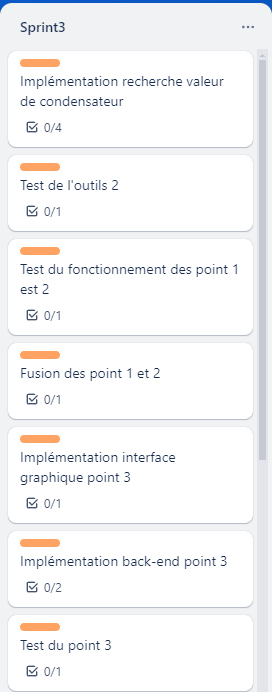 Sprint3
Implémentation recherche valeur
de condensateur
0/4
Test de l'outils 2
0/1
Test du fonctionnement des point 1
est 2
0/1
Fusion des point 1 et 2
0/1
Implémentation interface
graphique point 3
0/1
Implémentation back-end point 3
0/2
Test du point 3
0/1